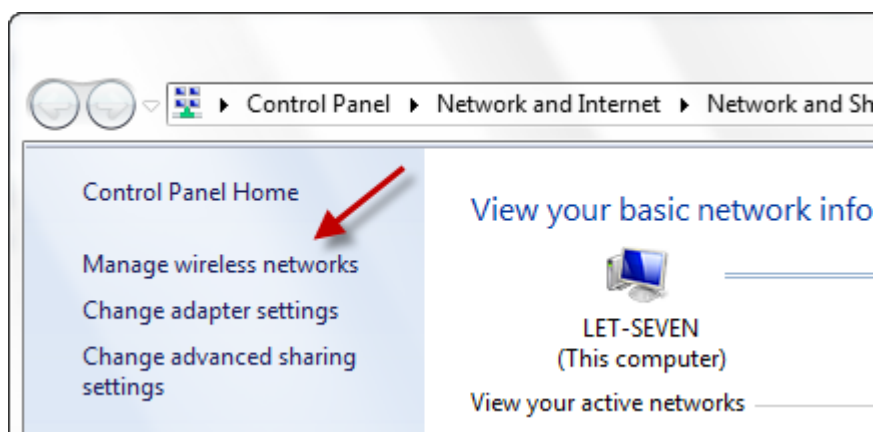 Control Panel Network and Internet Network and Sh
Control Panel Home
Manage wireless networks
Change adapter settings
Change advanced sharing
settings
View your basic network info
LET-SEVEN
(This computer)
View your active networks